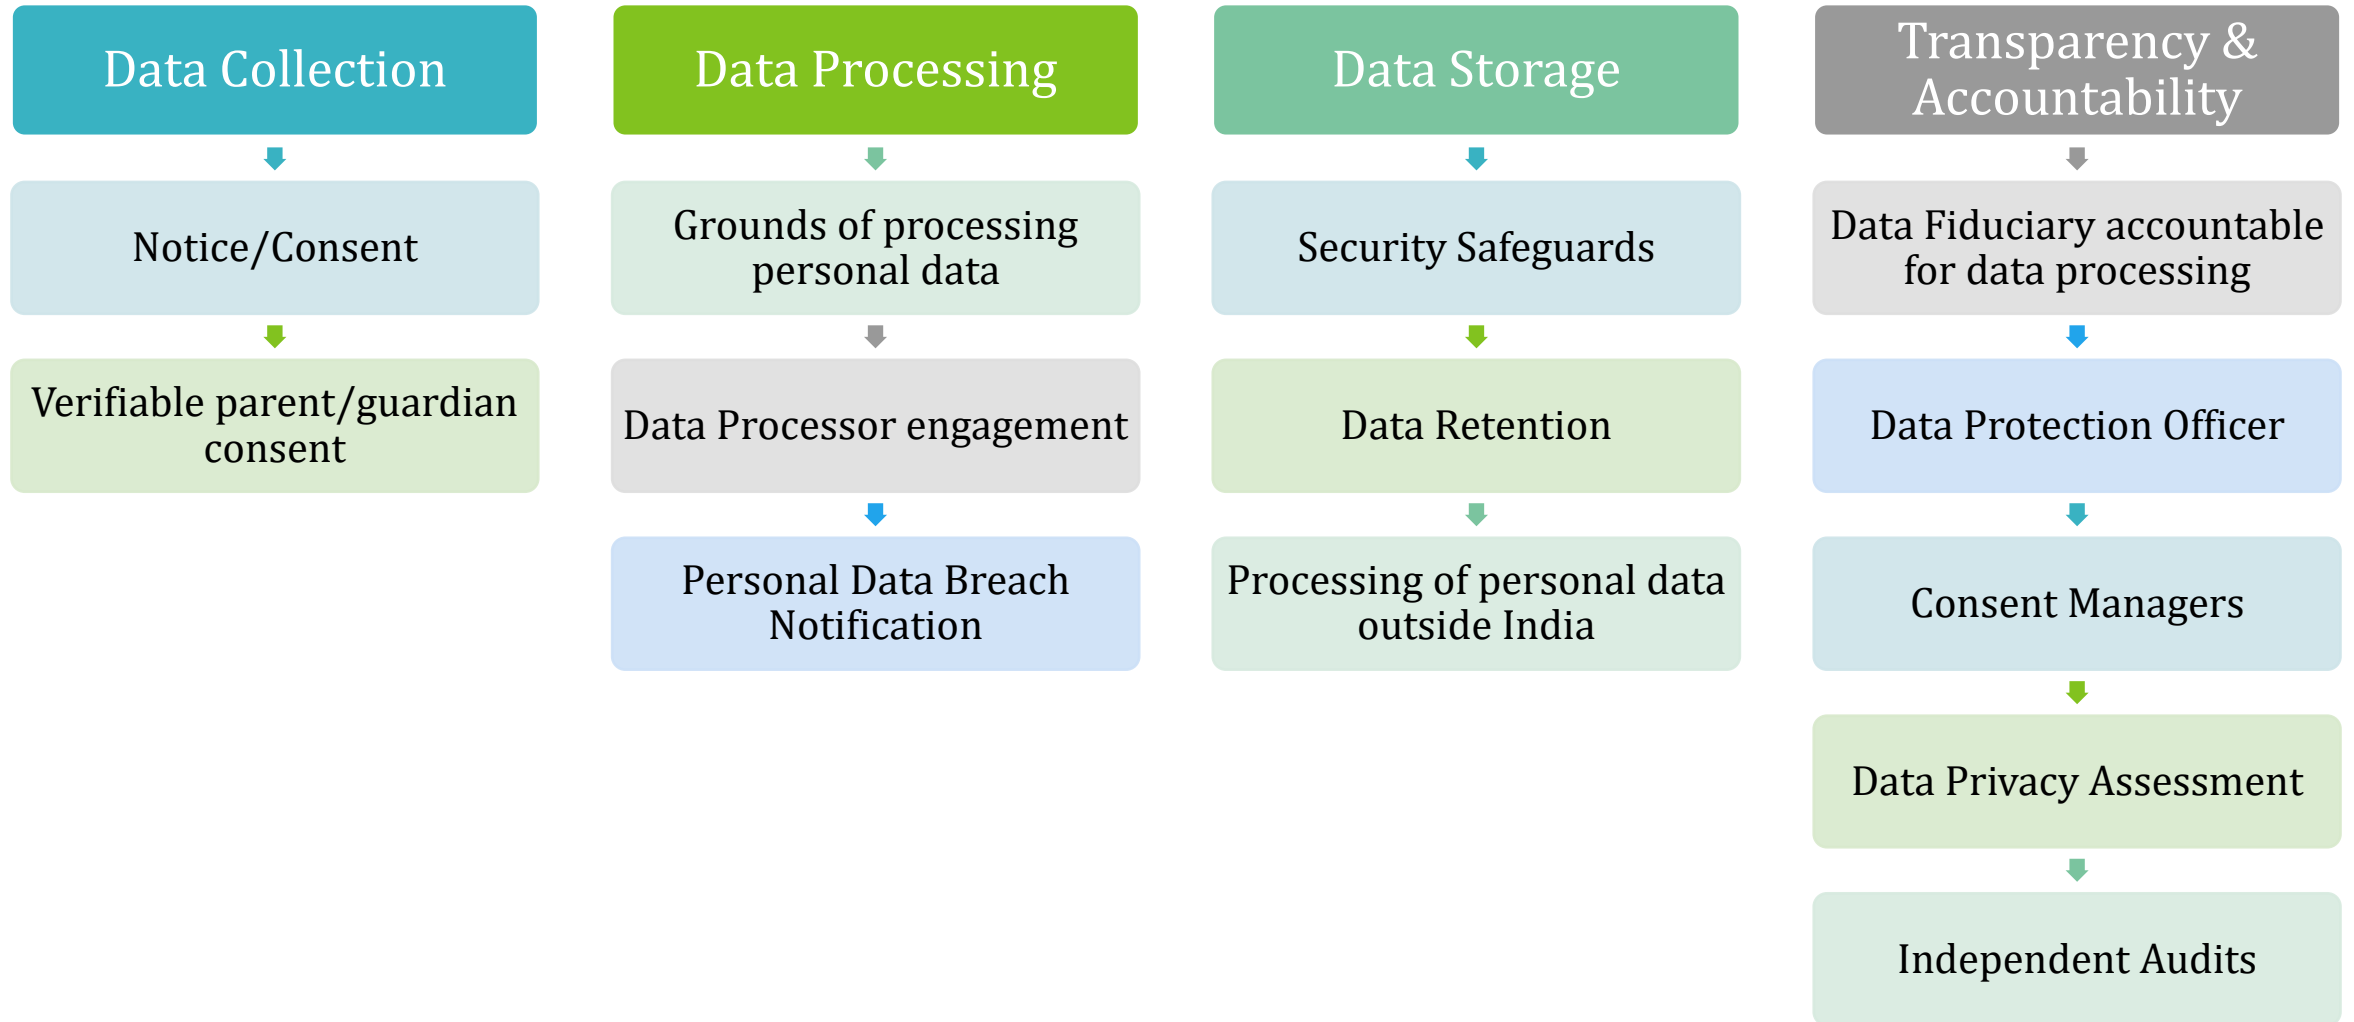 Data Collection
Notice/Consent
Verifiable parent/guardian
consent
Data Processing
Grounds of processing
personal data
Data Processor engagement
Personal Data Breach
Notification
Data Storage
Security Safeguards
Data Retention
Processing of personal data
outside India
Transparency &
Accountability
Data Fiduciary accountable
for data processing
Data Protection Officer
Consent Managers
Data Privacy Assessment
Independent Audits